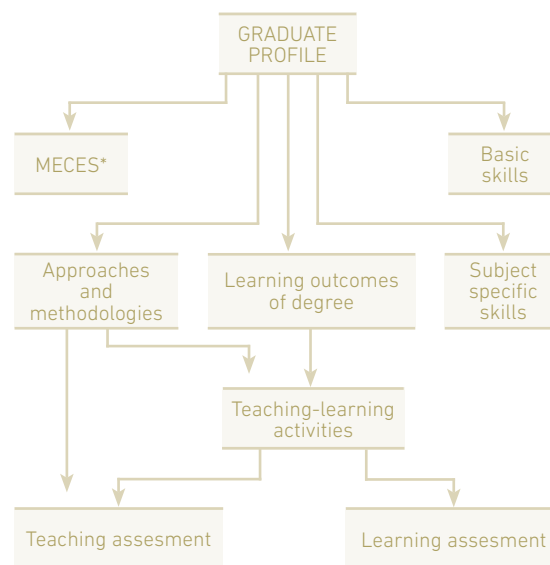 GRADUATE
PROFILE
MECES*
Basic
skills
Approaches
and
methodologies
Learning outcomes
of degree
Subject
specific
skills
Teaching-learning
activities
Teaching assesment
Learning assesment